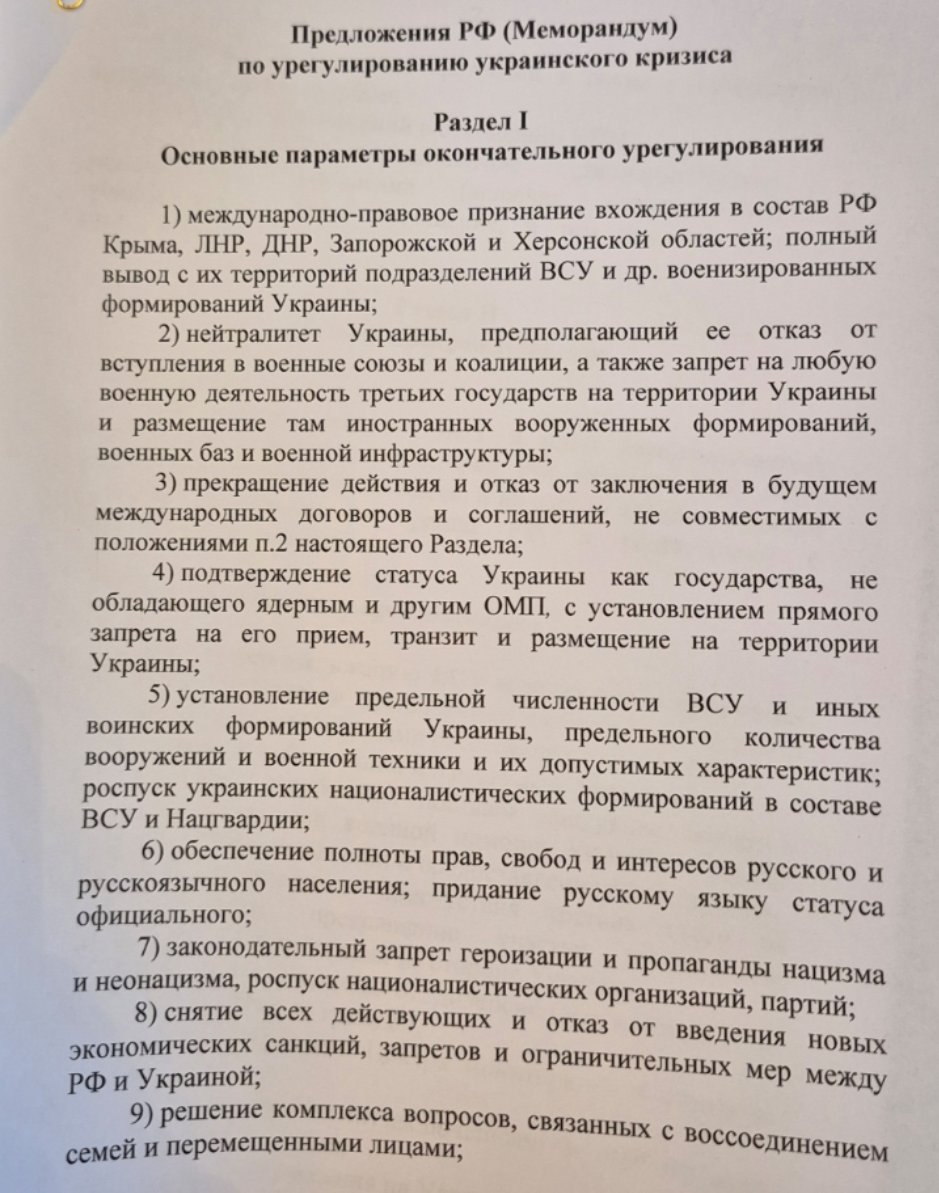 Предложения РФ (Меморандум)
по урегулированию украинского кризиса
Раздел I
Основные параметры окончательного урегулирования
1) международно-правовое признание вхождения в состав РФ
Крыма, ЛНР, ДНР, Запорожской и Херсонской областей; полный
вывод с их территорий подразделений ВСУ и др. военизированных
формирований Украины;
2) нейтралитет Украины, предполагающий ее отказ от
вступления в военные союзы и коалиции, а также запрет на любую
военную деятельность третьих государств на территории Украины
и размещение там иностранных вооруженных формирований,
военных баз и военной инфраструктуры;
3) прекращение действия и отказ от заключения в будущем
международных договоров и соглашений, не совместимых с
положениями п.2 настоящего Раздела;
4) подтверждение статуса Украины как государства, не
обладающего ядерным и другим ОМП, с установлением прямого
запрета на его прием, транзит и размещение на территории
Украины;
5) установление предельной численности ВСУ и иных
воинских формирований Украины, предельного количества
вооружений и военной техники и их допустимых характеристик;
роспуск украинских националистических формирований в составе
ВСУ и Нацгвардии;
6) обеспечение полноты прав, свобод и интересов русского и
русскоязычного населения; придание русскому языку статуса
официального;
7) законодательный запрет героизации и пропаганды нацизма
и неонацизма, роспуск националистических организаций, партий;
8) снятие всех действующих и отказ от введения новых
экономических санкций, запретов и ограничительных мер между
РФ и Украиной;
9) решение комплекса вопросов, связанных с воссоединением
семей и перемещенными лицами;